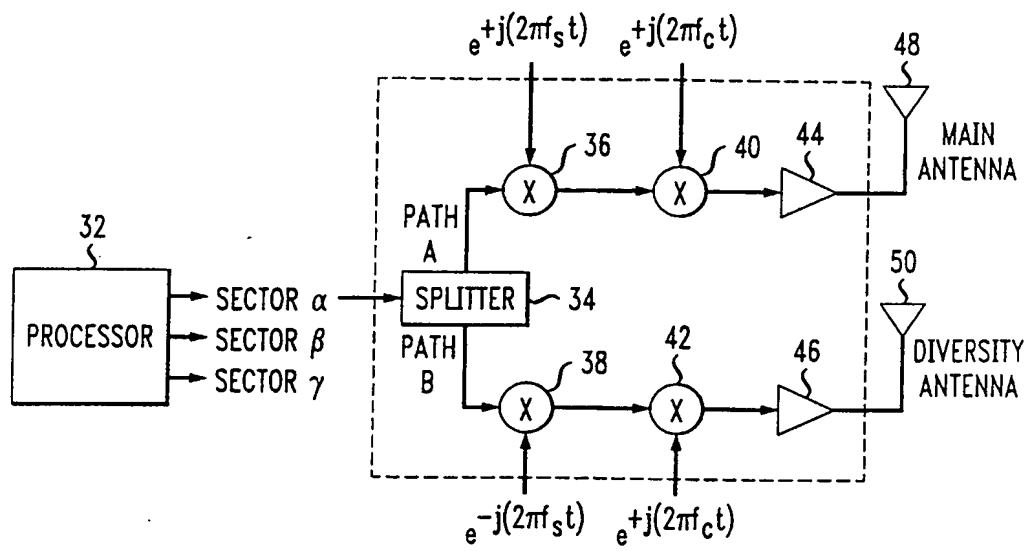 e+j(2πfst)
e+j(2πfct)
48
36
40
44
MAIN
ANTENNA
X
X
PATH
A
32
50
PROCESSOR
SECTOR α
SECTOR β
SECTOR γ
SPLITTER
34
PATH
B
38
42
46
DIVERSITY
ANTENNA
X
X
e-j(2πfst)
e+j(2πfct)